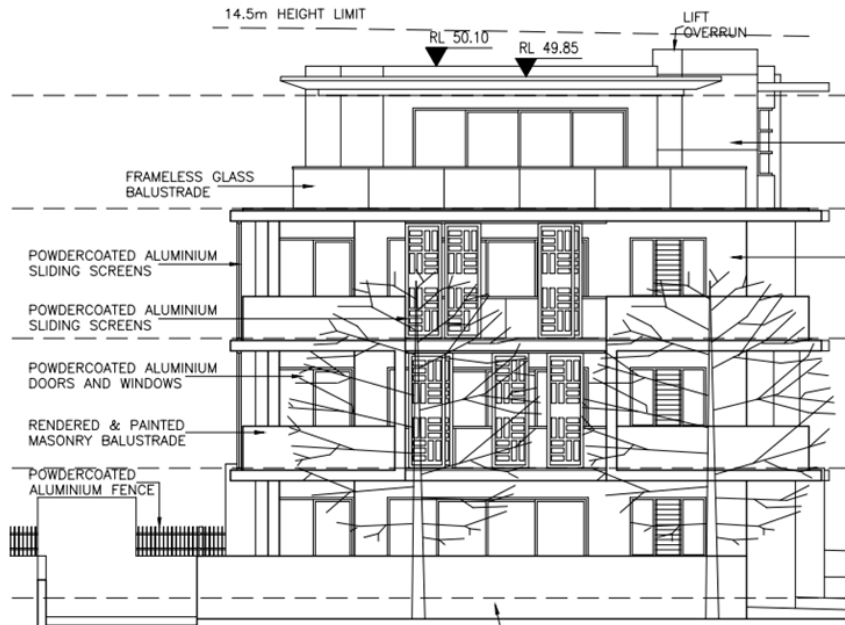 14.5m HEIGHT LIMIT
LIFT
OVERRUN
RL 50.10
RL 49.85
FRAMELESS GLASS
BALUSTRADE
POWDERCOATED ALUMINIUM
SLIDING SCREENS
POWDERCOATED ALUMINIUM
SLIDING SCREENS
POWDERCOATED ALUMINIUM
DOORS AND WINDOWS
RENDERED & PAINTED
MASONRY BALUSTRADE
POWDERCOATED
ALUMINIUM FENCE